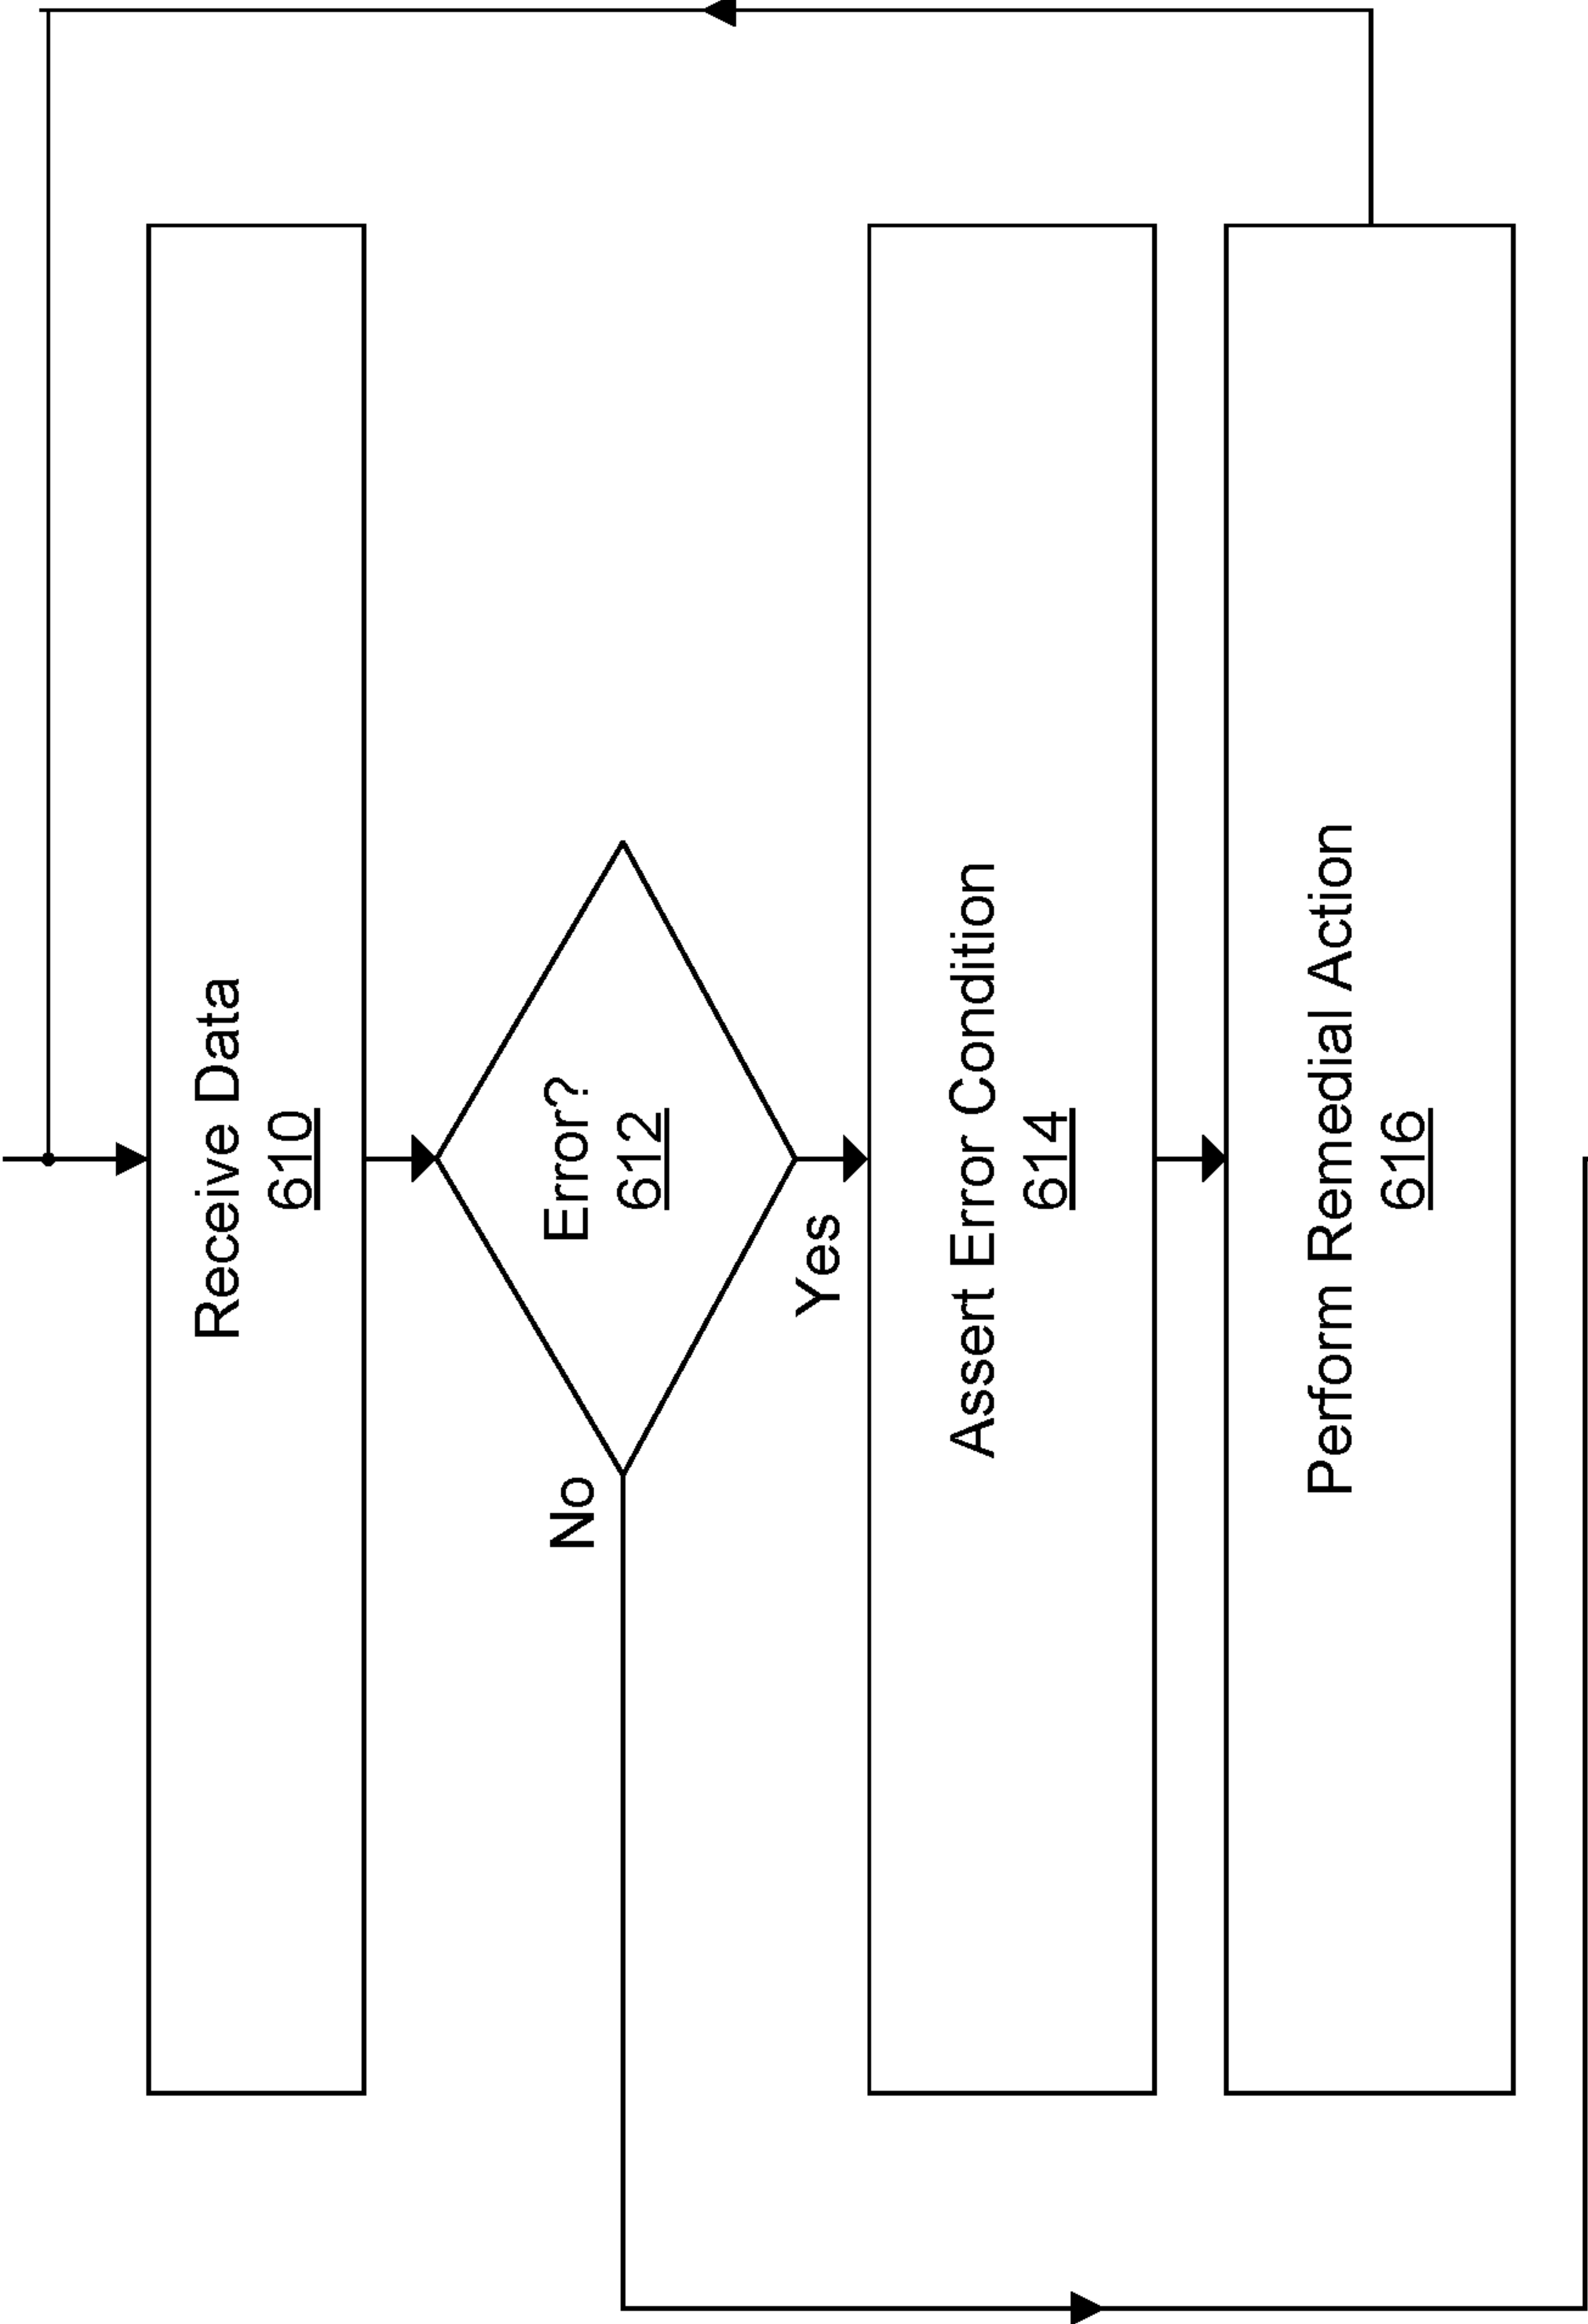 Receive Data
610
Error?
612
No
Yes
Assert Error Condition
614
Perform Remedial Action
616